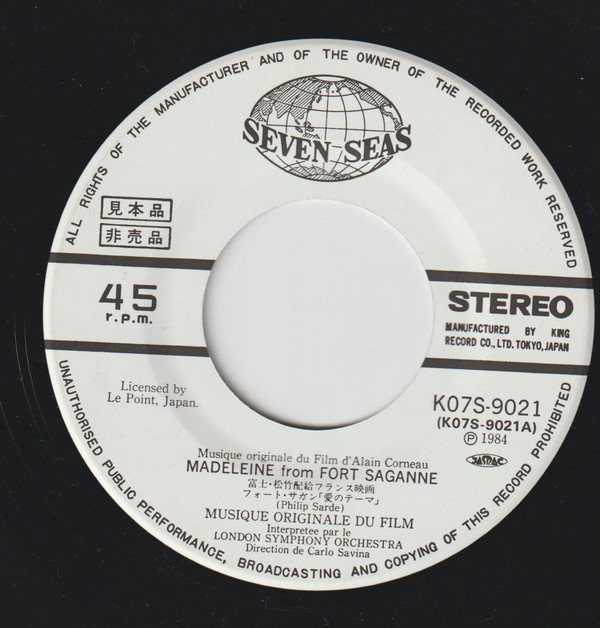 ALL RIGHTS OF THE MANUFACTURER AND OF THE OWNER OF THE RECORDED WORK RESERVED
SEVEN SEAS
見本品
非売品
45
r.p.m.
STEREO
MANUFACTURED BY KING
RECORD CO., LTD. TOKYO, JAPAN
Licensed by
Le Point, Japan.
K07S-9021
(K07S-9021A)
Ⓟ 1984
JASRAC
Musique originale du Film d'Alain Corneau
MADELEINE from FORT SAGANNE
富士・松竹配給フランス映画
フォート・サガン「愛のテーマ」
(Philip Sarde)
MUSIQUE ORIGINALE DU FILM
Interpretee par le
LONDON SYMPHONY ORCHESTRA
Direction de Carlo Savina
UNAUTHORISED PUBLIC PERFORMANCE, BROADCASTING AND COPYING OF THIS RECORD PROHIBITED